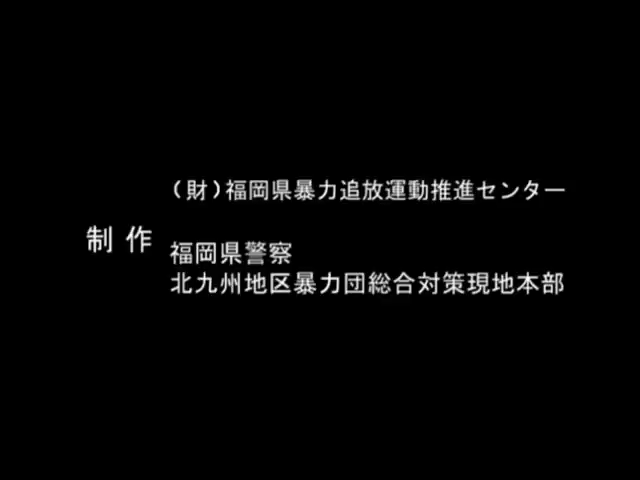 (財)福岡県暴力追放運動推進センター
制作
福岡県警察
北九州地区暴力団総合対策現地本部